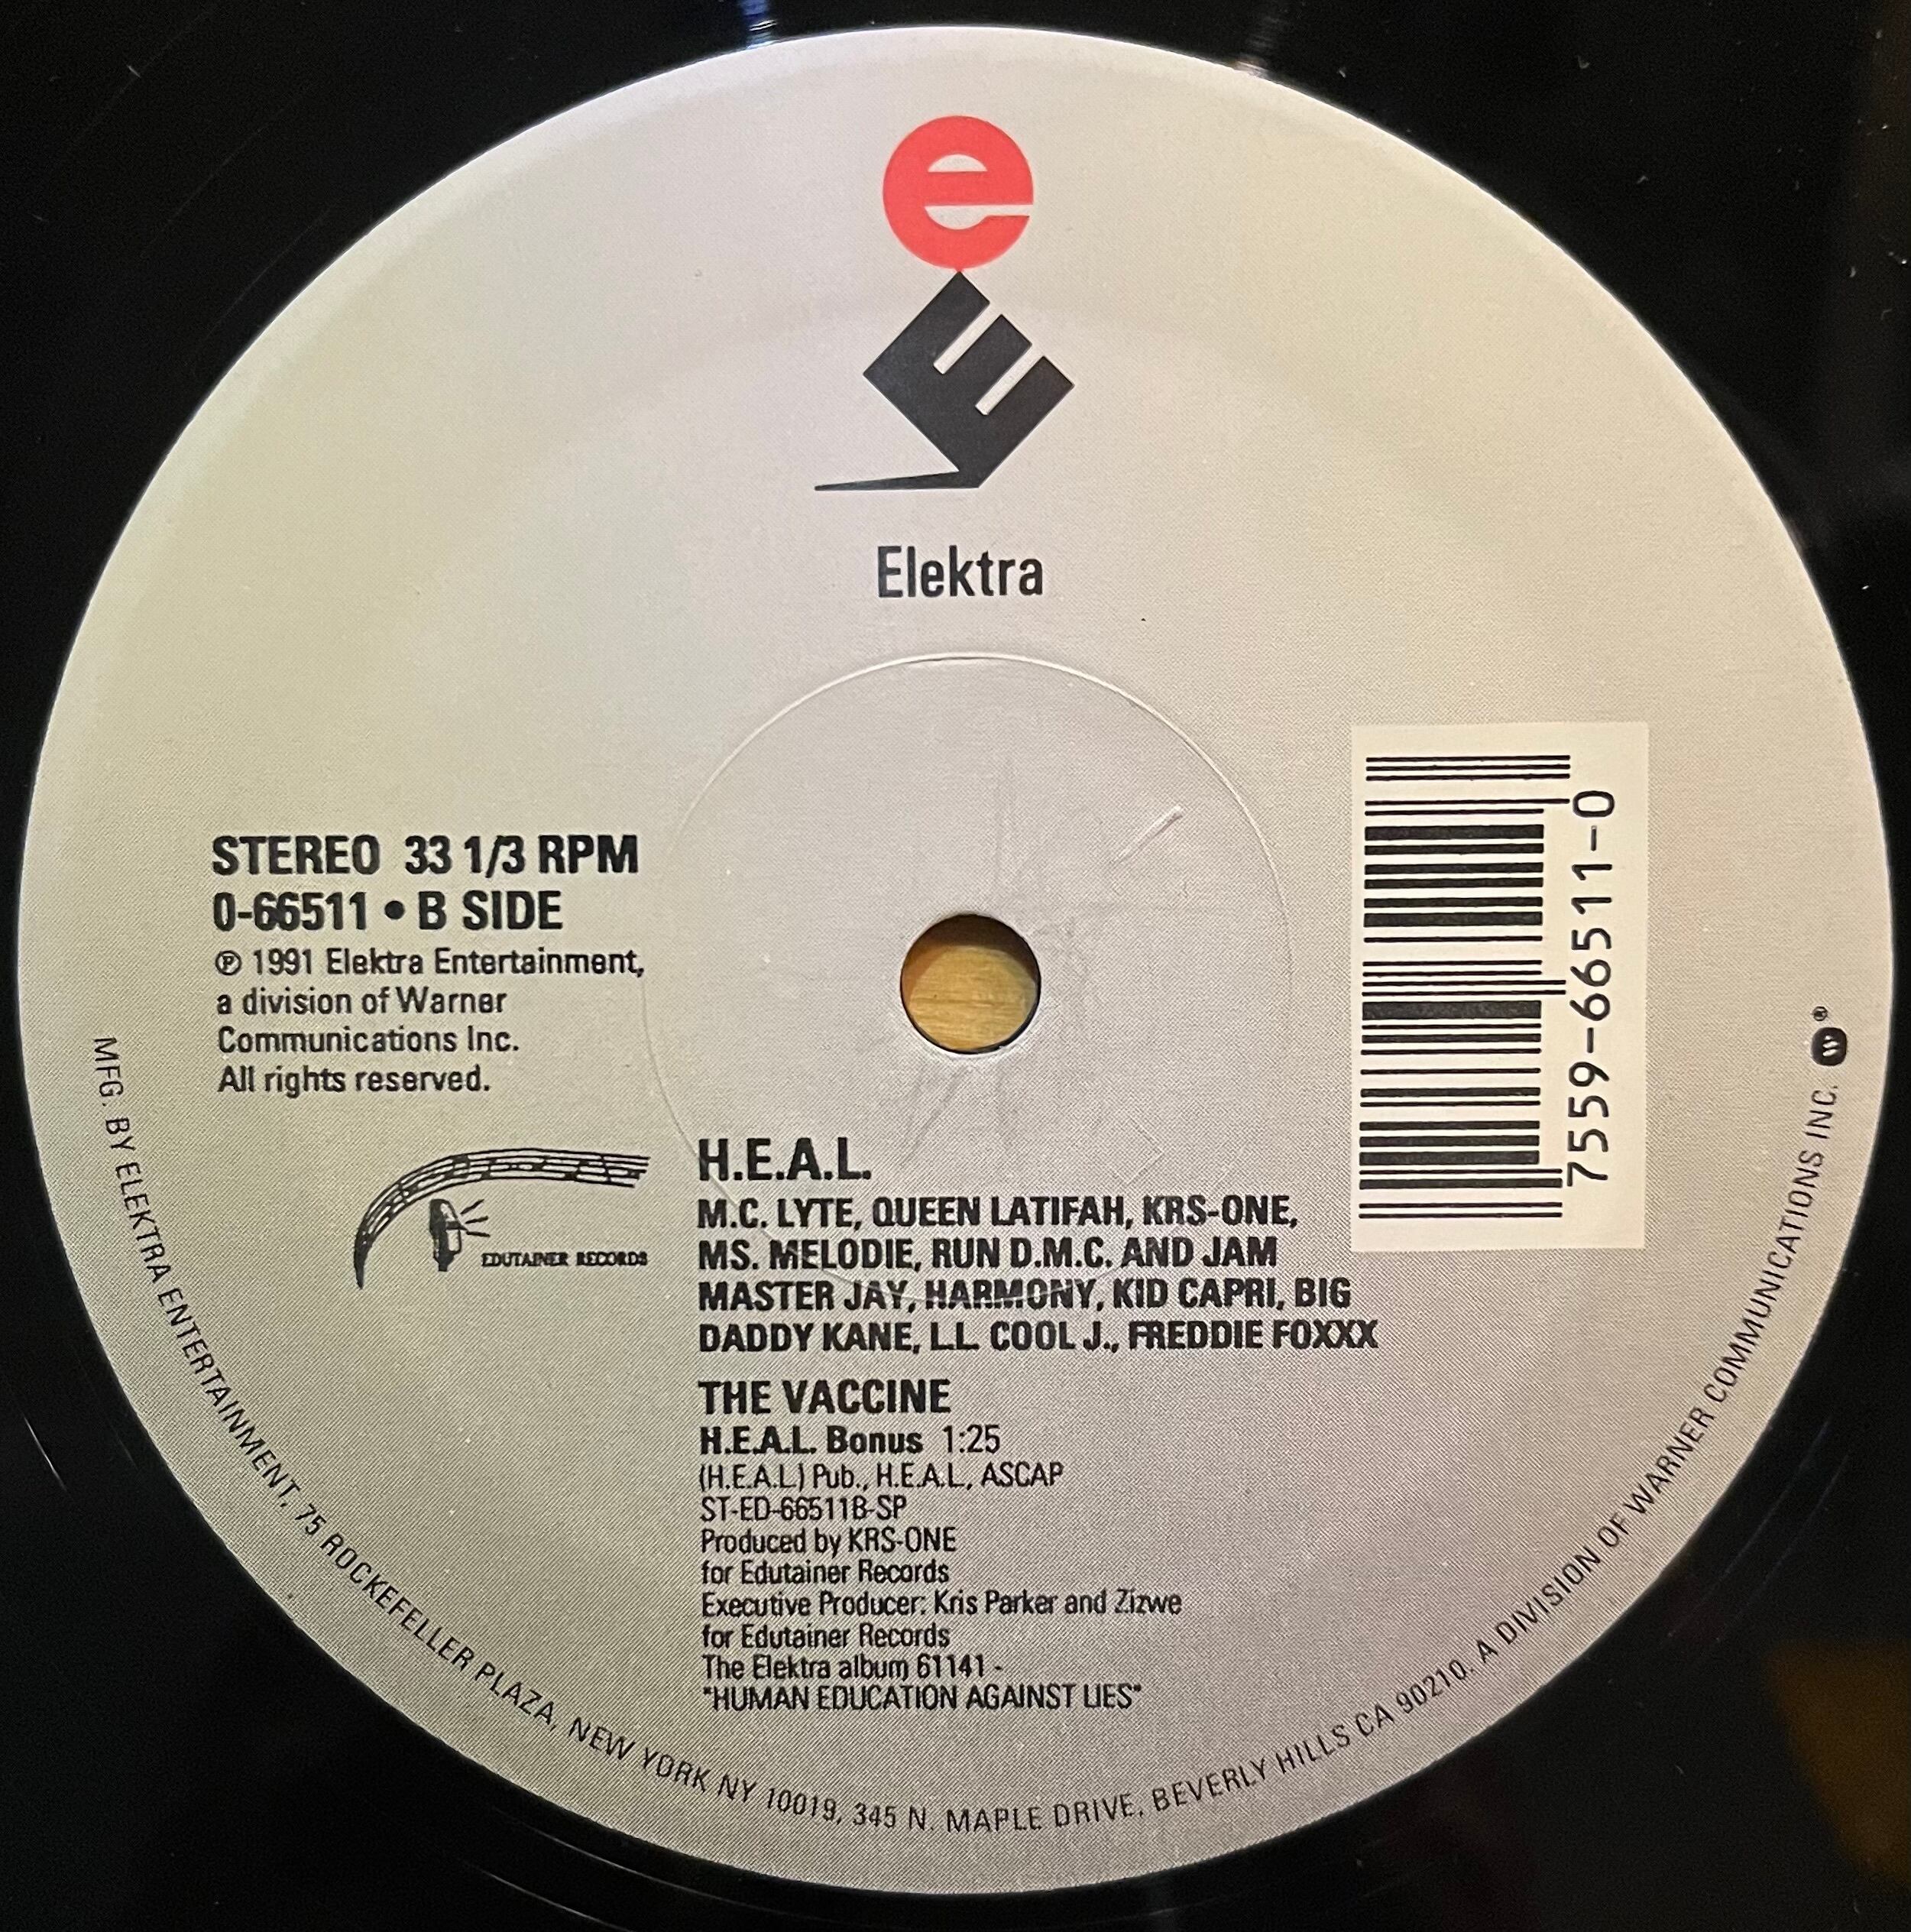 e
E
Elektra
STEREO 33 1/3 RPM
0-66511 • B SIDE
℗ 1991 Elektra Entertainment,
a division of Warner
Communications Inc.
All rights reserved.
EDUTAINER RECORDS
7559-66511-0
H.E.A.L.
M.C. LYTE, QUEEN LATIFAH, KRS-ONE,
MS. MELODIE, RUN D.M.C. AND JAM
MASTER JAY, HARMONY, KID CAPRI, BIG
DADDY KANE, L.L. COOL J., FREDDIE FOXXX
THE VACCINE
H.E.A.L. Bonus 1:25
(H.E.A.L.) Pub., H.E.A.L., ASCAP
ST-ED-66511B-SP
Produced by KRS-ONE
for Edutainer Records
Executive Producer: Kris Parker and Zizwe
for Edutainer Records
The Elektra album 61141 -
"HUMAN EDUCATION AGAINST LIES"
MFG. BY ELEKTRA ENTERTAINMENT, 75 ROCKEFELLER PLAZA, NEW YORK NY 10019, 345 N. MAPLE DRIVE, BEVERLY HILLS CA 90210. A DIVISION OF WARNER COMMUNICATIONS INC. W ®